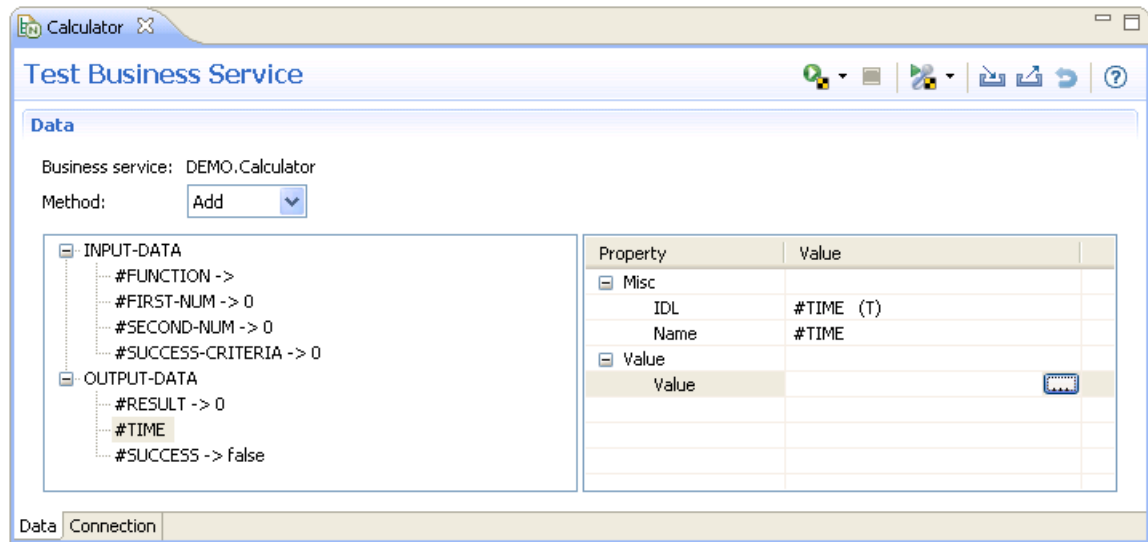 Calculator
Test Business Service
Data
Business service: DEMO.Calculator
Method: Add
INPUT-DATA
#FUNCTION ->
#FIRST-NUM -> 0
#SECOND-NUM -> 0
#SUCCESS-CRITERIA -> 0
OUTPUT-DATA
#RESULT -> 0
#TIME
#SUCCESS -> false
Property Value
Misc
IDL #TIME (T)
Name #TIME
Value
Value ...
Data Connection